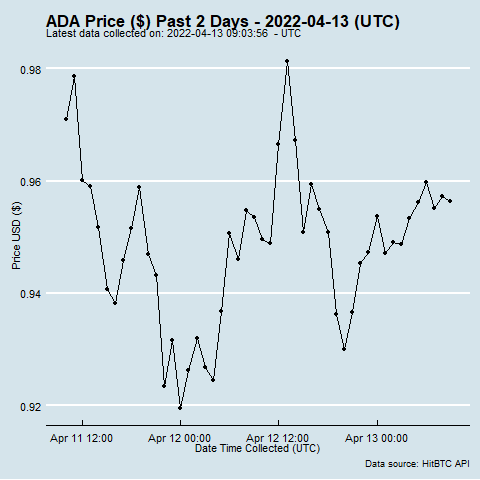 ADA Price ($) Past 2 Days - 2022-04-13 (UTC)
Latest data collected on: 2022-04-13 09:03:56  - UTC
0.98
0.96
0.94
0.92
Price USD ($)
Apr 11 12:00
Apr 12 00:00
Apr 12 12:00
Apr 13 00:00
Date Time Collected (UTC)
Data source: HitBTC API